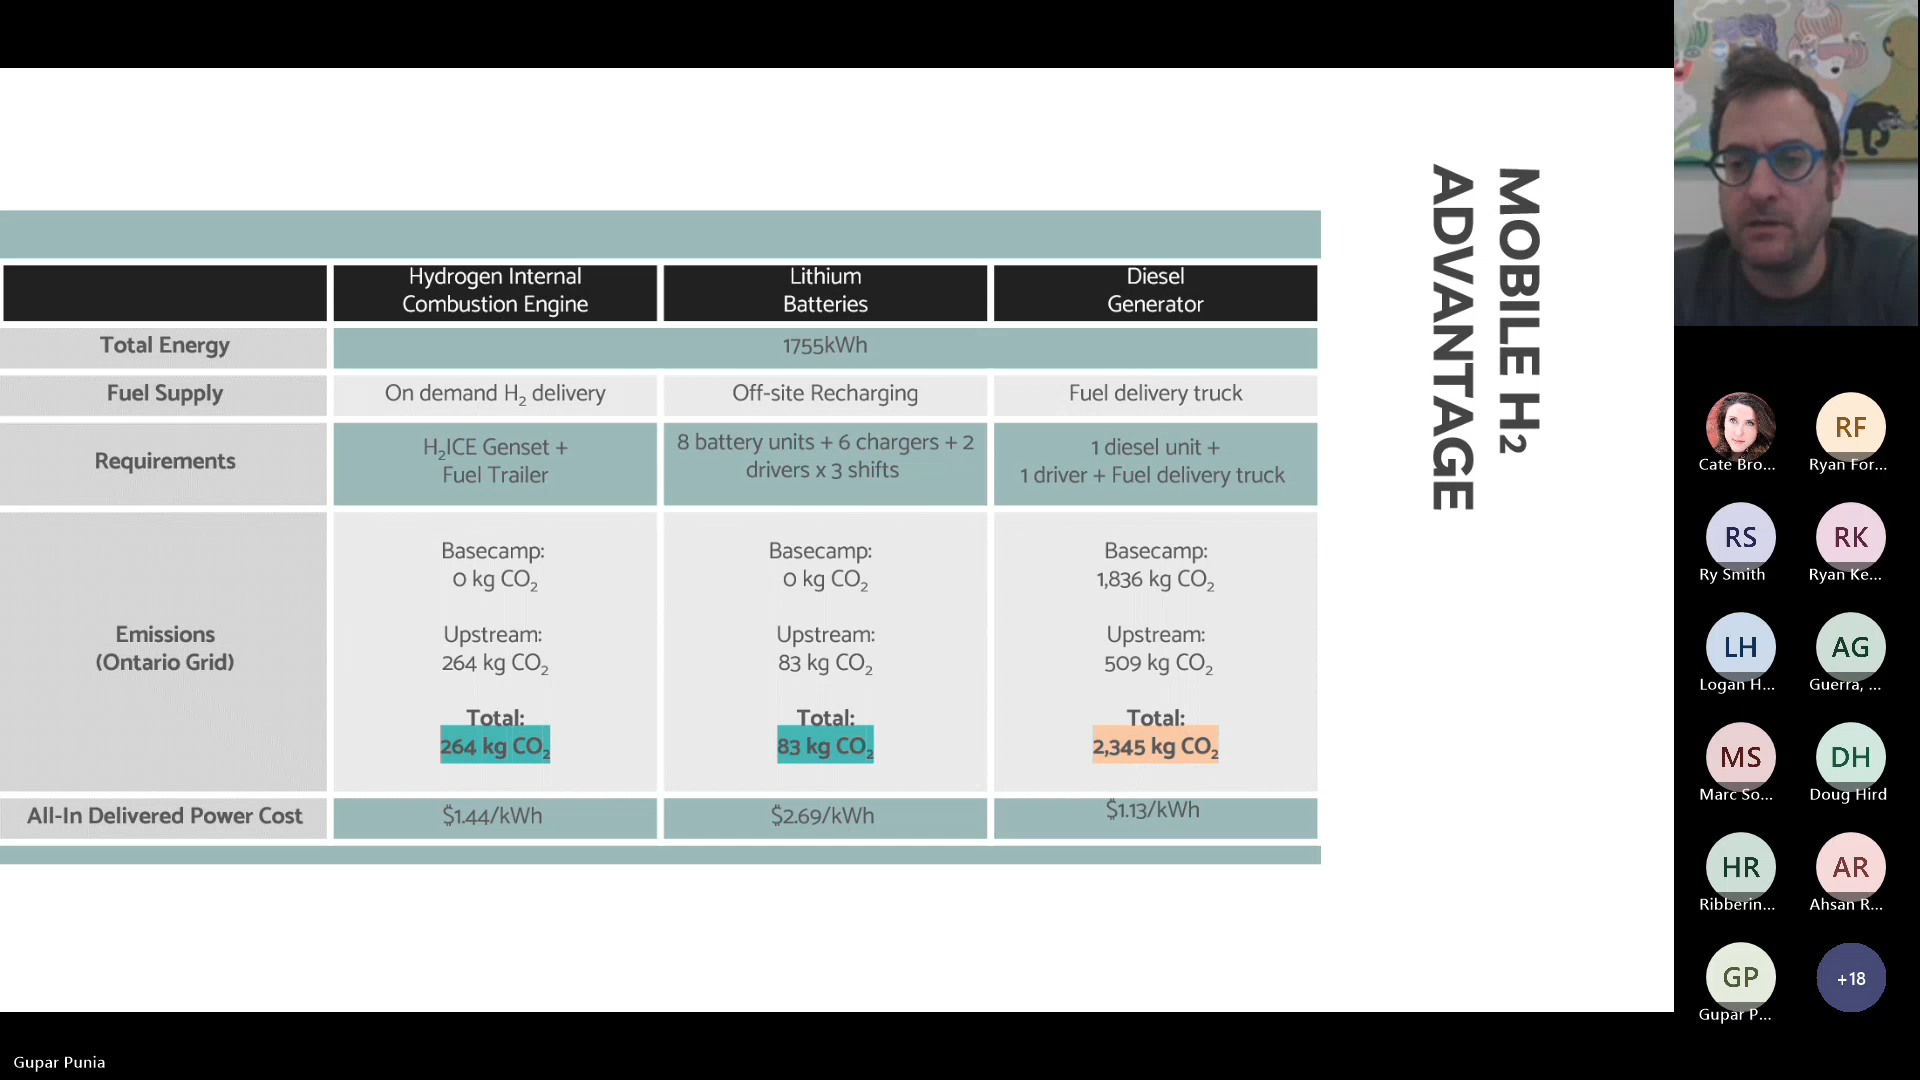 MOBILE H2
ADVANTAGE
Hydrogen Internal
Combustion Engine
Lithium
Batteries
Diesel
Generator
Total Energy
1755kWh
Fuel Supply
On demand H2 delivery
Off-site Recharging
Fuel delivery truck
Requirements
H2ICE Genset +
Fuel Trailer
8 battery units + 6 chargers + 2
drivers x 3 shifts
1 diesel unit +
1 driver + Fuel delivery truck
Emissions
(Ontario Grid)
Basecamp:
0 kg CO2
Upstream:
264 kg CO2
Total:
264 kg CO2
Basecamp:
0 kg CO2
Upstream:
83 kg CO2
Total:
83 kg CO2
Basecamp:
1,836 kg CO2
Upstream:
509 kg CO2
Total:
2,345 kg CO2
All-In Delivered Power Cost
$1.44/kWh
$2.69/kWh
$1.13/kWh
Cate Bro...
RF
Ryan For...
RS
Ry Smith
RK
Ryan Ke...
LH
Logan H...
AG
Guerra, ...
MS
Marc So...
DH
Doug Hird
HR
Ribberin...
AR
Ahsan R...
GP
Gupar P...
+18
Gupar Punia